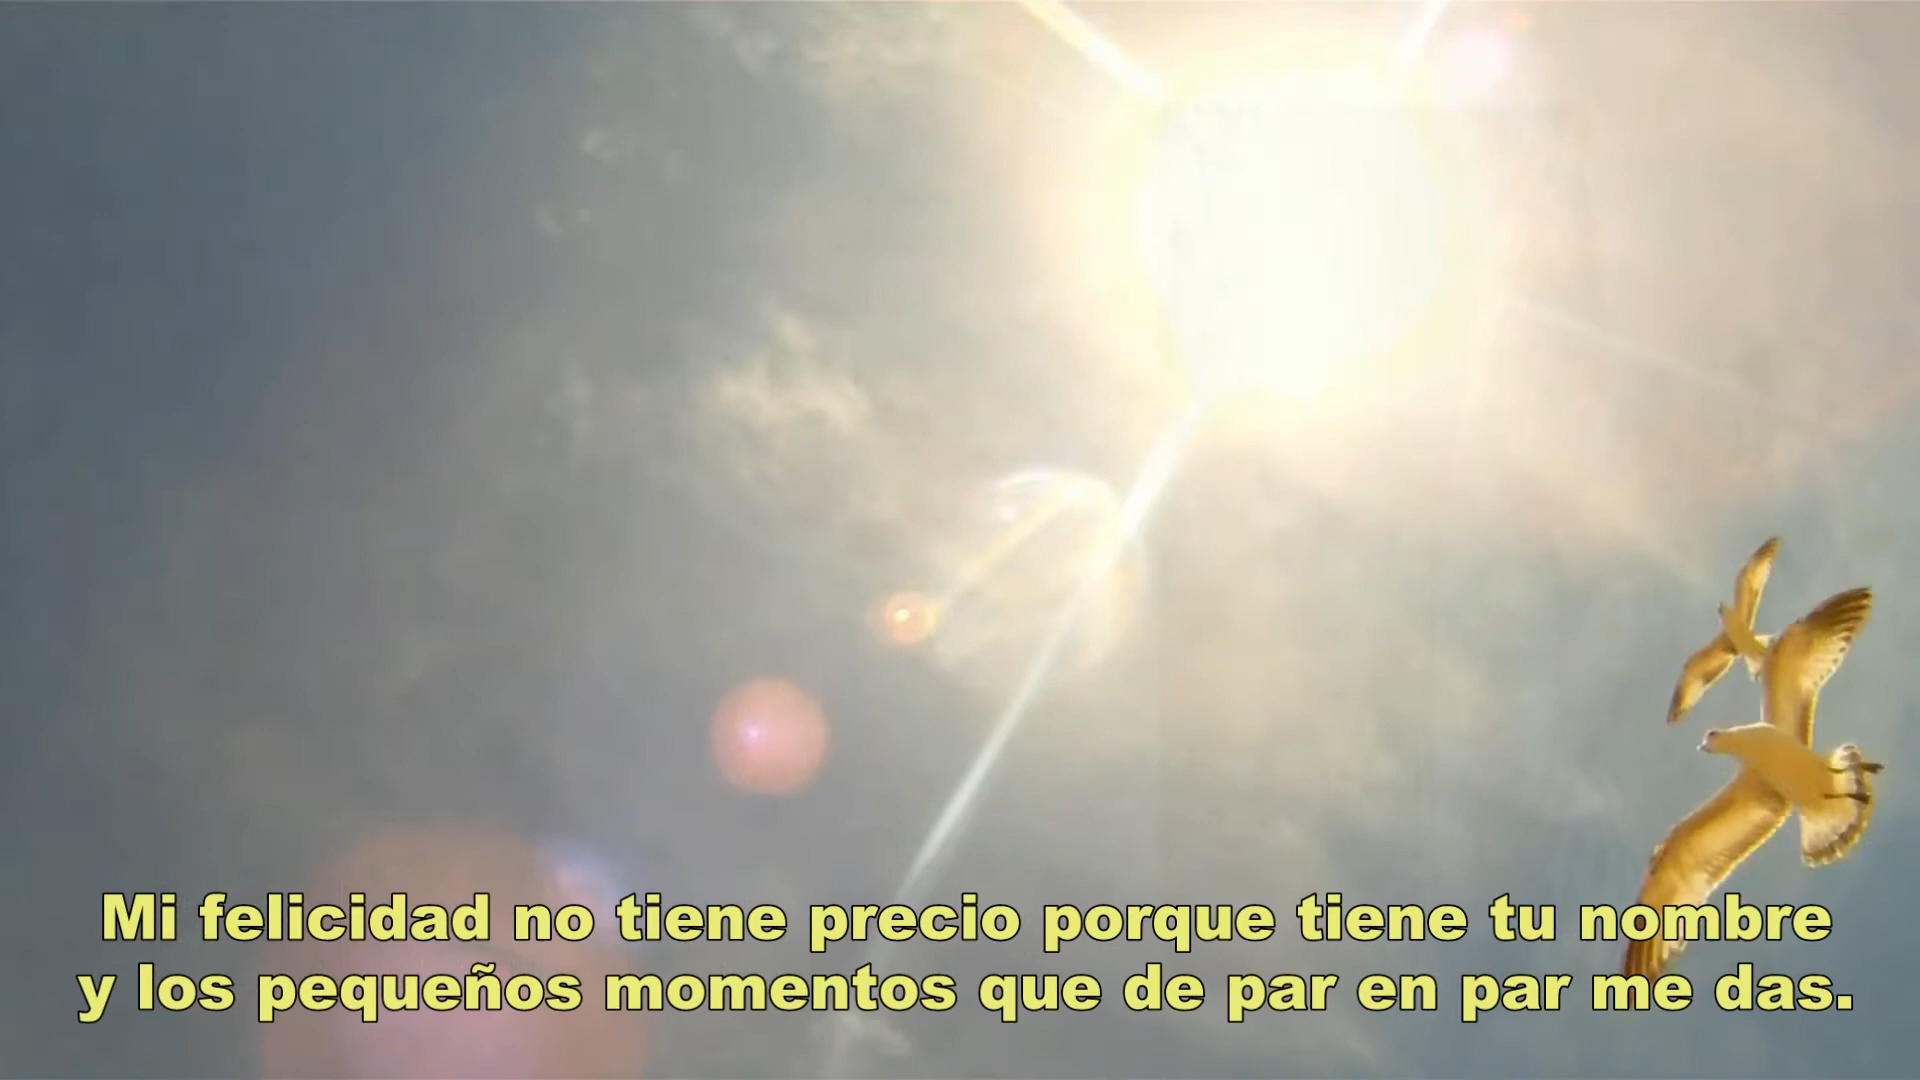 Mi felicidad no tiene precio porque tiene tu nombre
y los pequeños momentos que de par en par me das.